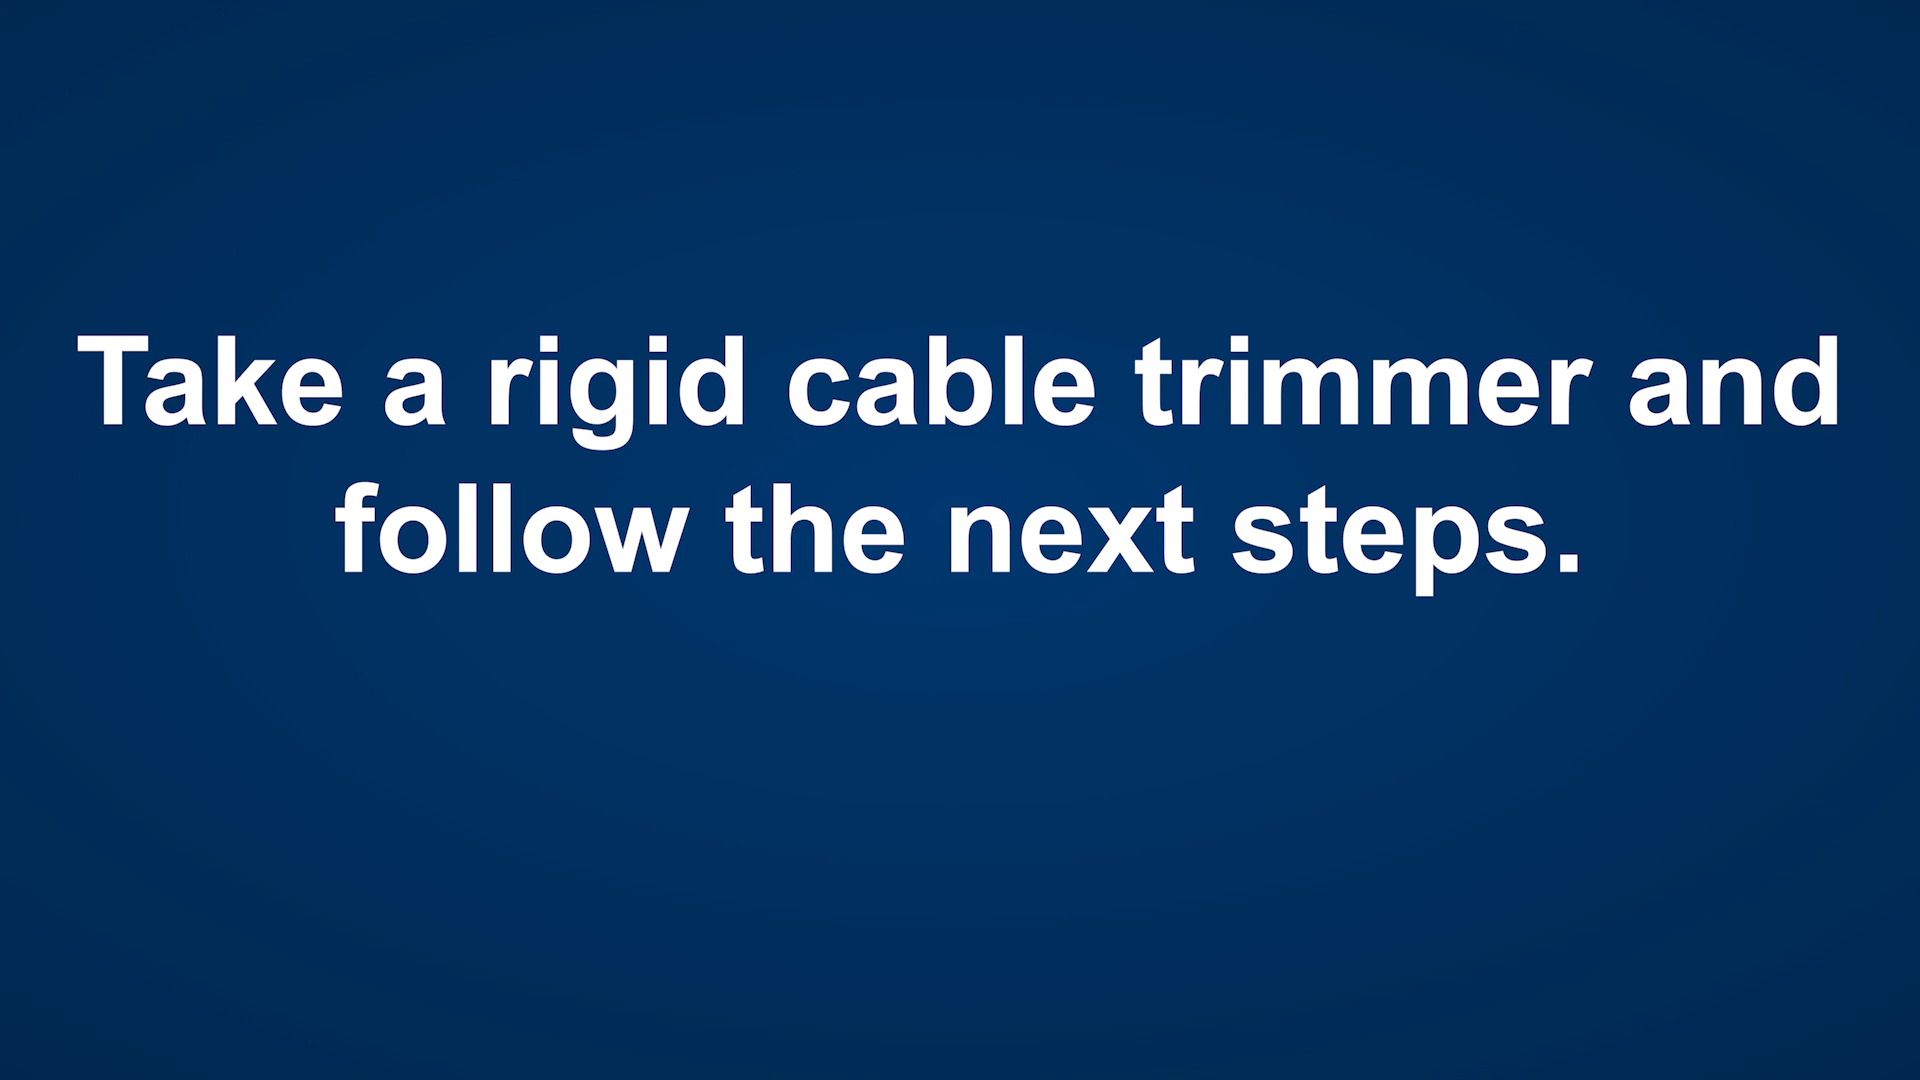 Take a rigid cable trimmer and
follow the next steps.